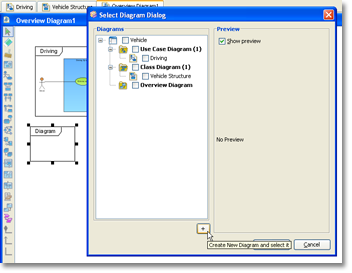 Driving
Vehicle Structure
Overview Diagram1
Overview Diagram1
Driving
Diagram
Select Diagram Dialog
Diagrams
Vehicle
Use Case Diagram (1)
Driving
Class Diagram (1)
Vehicle Structure
Overview Diagram
Preview
Show preview
No Preview
+
Create New Diagram and select it
Cancel